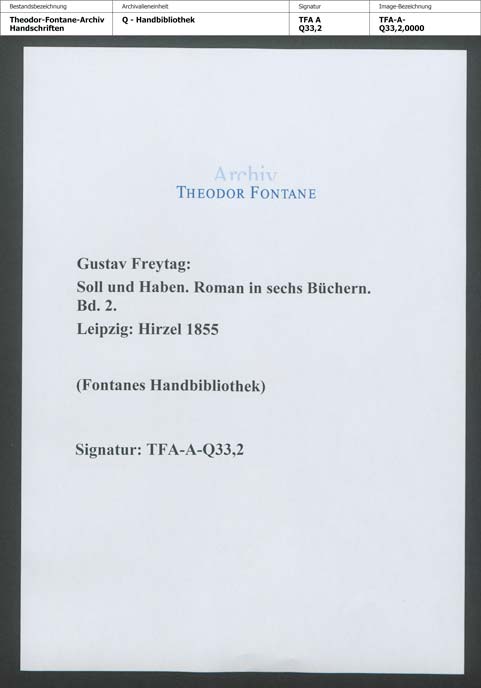 Bestandsbezeichnung Archivalieneinheit Signatur Image-Bezeichnung
Theodor-Fontane-Archiv Q - Handbibliothek TFA A TFA-A-
Handschriften Q33,2 Q33,2,0000
Archiv
THEODOR FONTANE
Gustav Freytag:
Soll und Haben. Roman in sechs Büchern.
Bd. 2.
Leipzig: Hirzel 1855
(Fontanes Handbibliothek)
Signatur: TFA-A-Q33,2